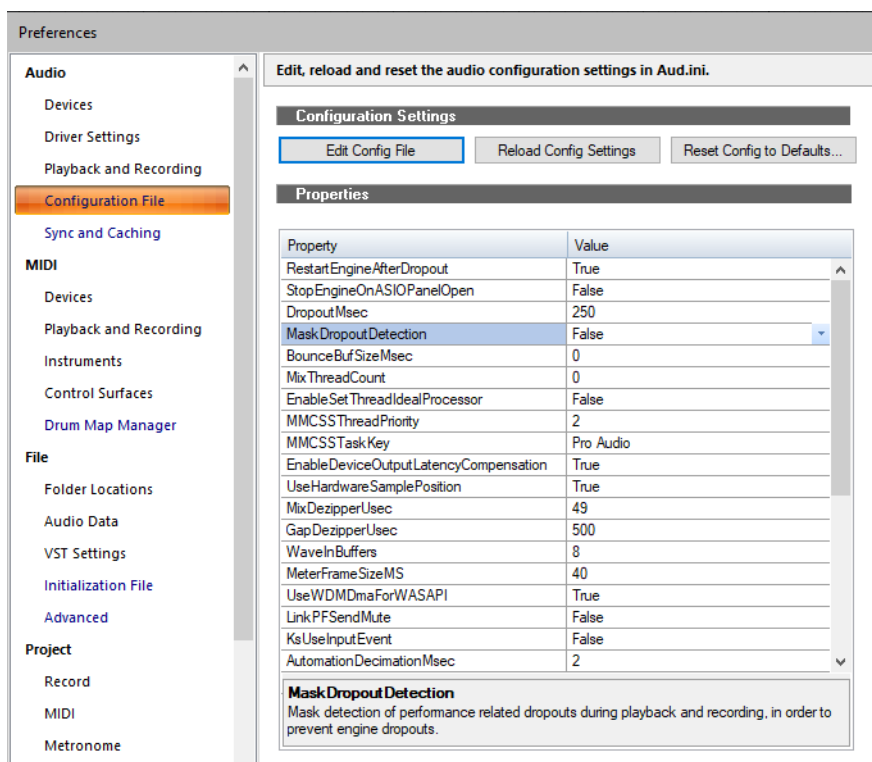 Preferences
Audio
Devices
Driver Settings
Playback and Recording
Configuration File
Sync and Caching
MIDI
Devices
Playback and Recording
Instruments
Control Surfaces
Drum Map Manager
File
Folder Locations
Audio Data
VST Settings
Initialization File
Advanced
Project
Record
MIDI
Metronome
Edit, reload and reset the audio configuration settings in Aud.ini.
Configuration Settings
Edit Config File Reload Config Settings Reset Config to Defaults...
Properties
Property Value
RestartEngineAfterDropout True
StopEngineOnASIOPanelOpen False
DropoutMsec 250
MaskDropoutDetection False
BounceBufSizeMsec 0
MixThreadCount 0
EnableSetThreadIdealProcessor False
MMCSSThreadPriority 2
MMCSSTaskKey Pro Audio
EnableDeviceOutputLatencyCompensation True
UseHardwareSamplePosition True
MixDezipperUsec 49
GapDezipperUsec 500
WaveInBuffers 8
MeterFrameSizeMS 40
UseWDMDmaForWASAPI True
LinkPFSendMute False
KsUseInputEvent False
AutomationDecimationMsec 2
MaskDropoutDetection
Mask detection of performance related dropouts during playback and recording, in order to
prevent engine dropouts.